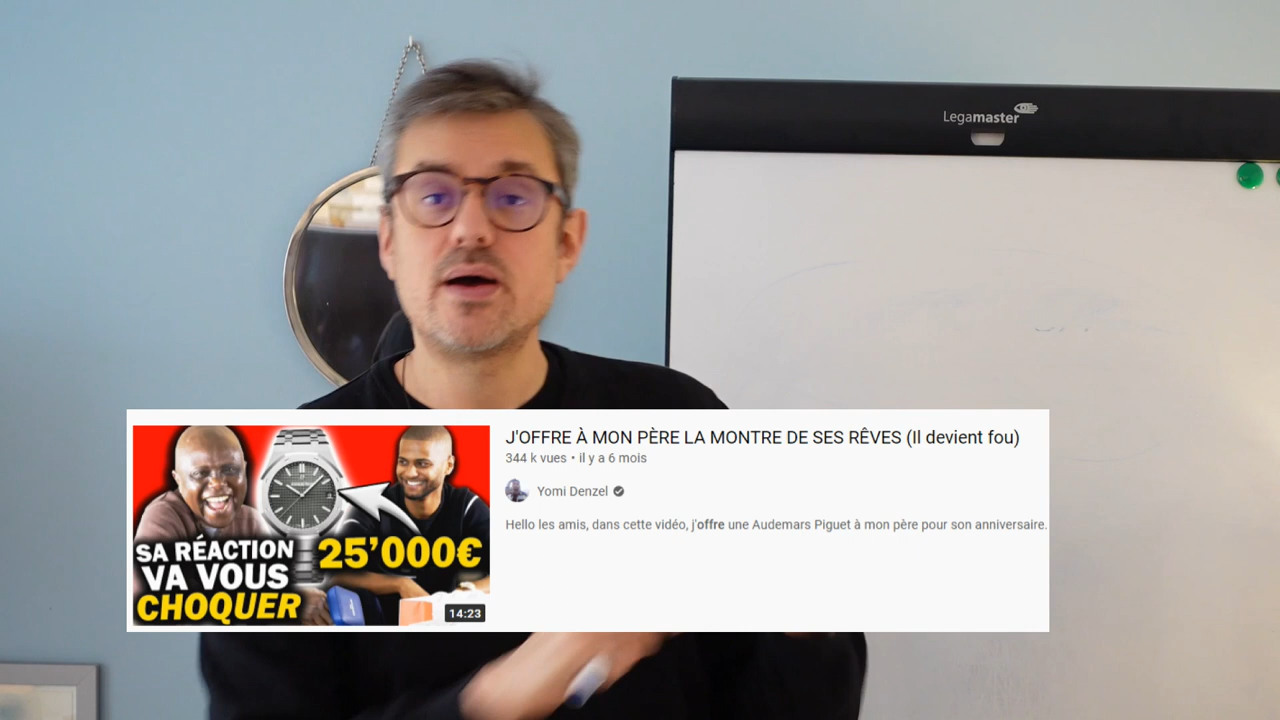 Legamaster
J'OFFRE À MON PÈRE LA MONTRE DE SES RÊVES (Il devient fou)
344 k vues • il y a 6 mois
Yomi Denzel
Hello les amis, dans cette vidéo, j'offre une Audemars Piguet à mon père pour son anniversaire.
SA RÉACTION
VA VOUS
CHOQUER
25'000€
14:23